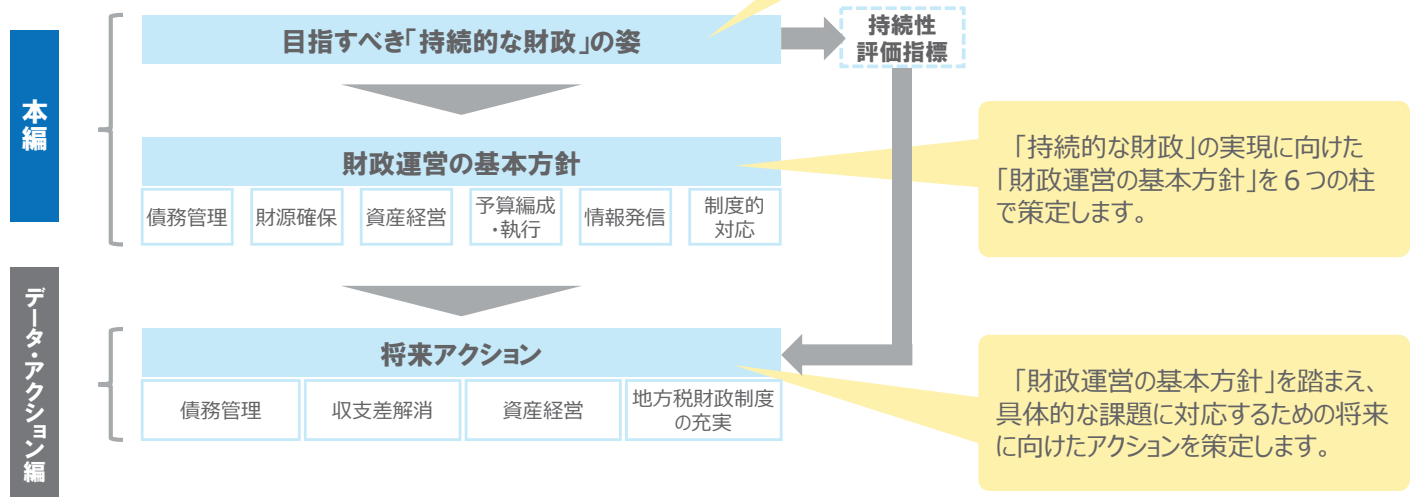 本編
目指すべき「持続的な財政」の姿
持続性
評価指標
財政運営の基本方針
債務管理
財源確保
資産経営
予算編成
・執行
情報発信
制度的
対応
「持続的な財政」の実現に向けた
「財政運営の基本方針」を６つの柱
で策定します。
データ・アクション編
将来アクション
債務管理
収支差解消
資産経営
地方税財政制度
の充実
「財政運営の基本方針」を踏まえ、
具体的な課題に対応するための将来
に向けたアクションを策定します。